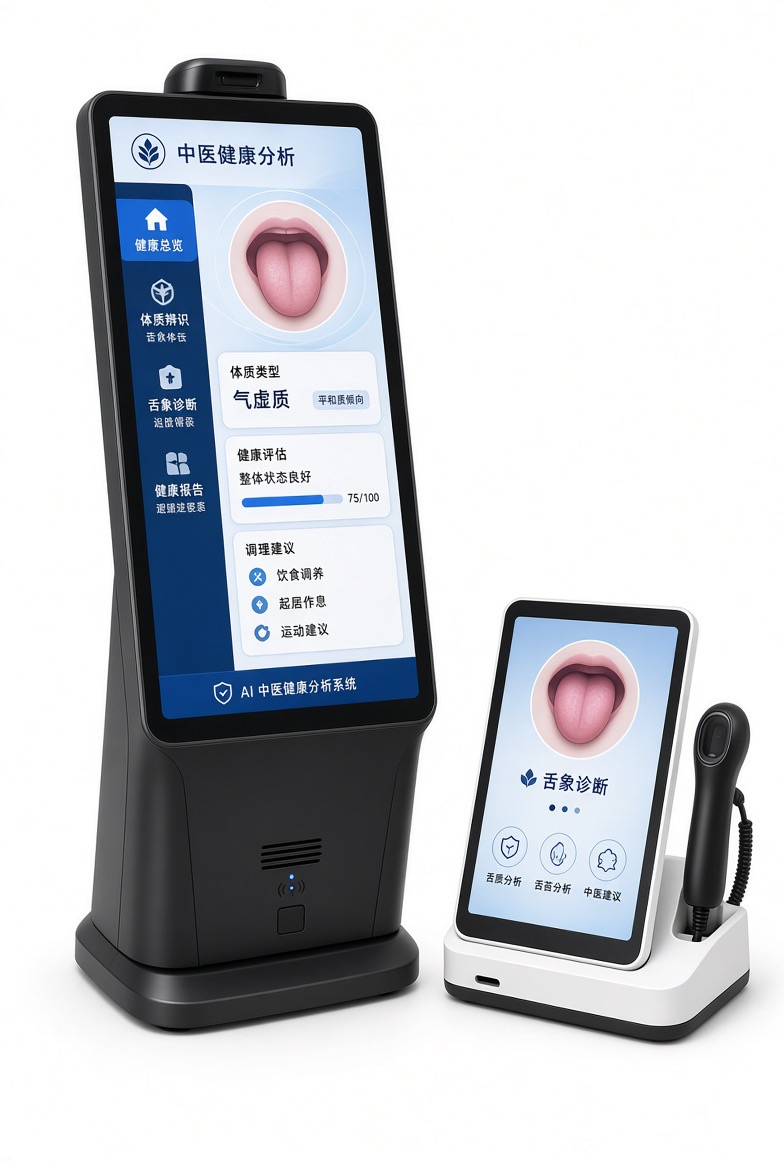 中医健康分析
健康总览
体质辨识
舌象诊断
健康报告
体质类型
气虚质
平和质倾向
健康评估
整体状态良好
75/100
调理建议
饮食调养
起居作息
运动建议
AI 中医健康分析系统
舌象诊断
舌质分析
舌苔分析
中医建议